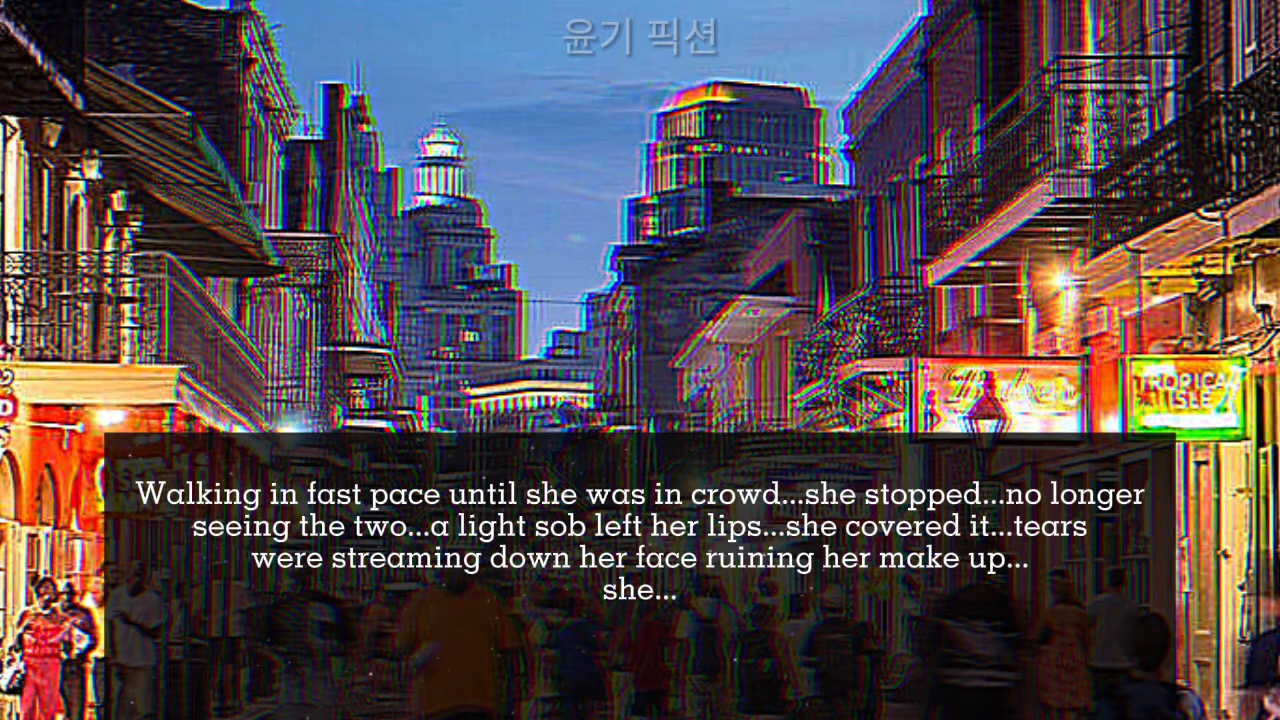 윤기 픽션
TROPICAL
ISLE
Walking in fast pace until she was in crowd...she stopped...no longer
seeing the two...a light sob left her lips...she covered it...tears
were streaming down her face ruining her make up...
she...